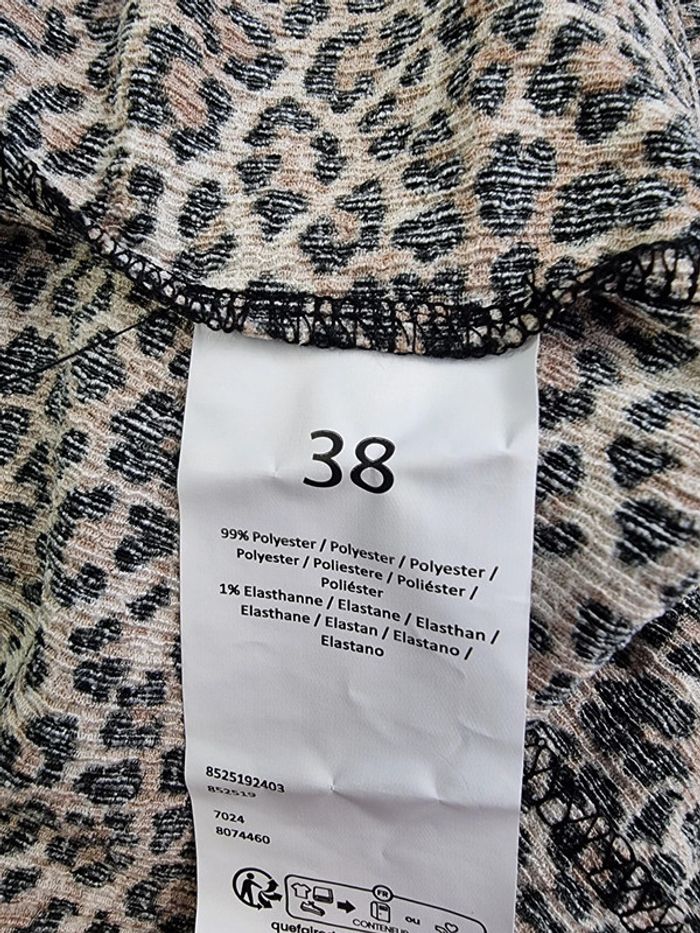 38
99% Polyester / Polyester / Polyester /
Polyester / Poliestere / Poliéster /
Poliéster
1% Elasthanne / Elastane / Elasthan /
Elasthane / Elastan / Elastano /
Elastano
8525192403
852519
7024
8074460
FR
ou
CONTENEUR